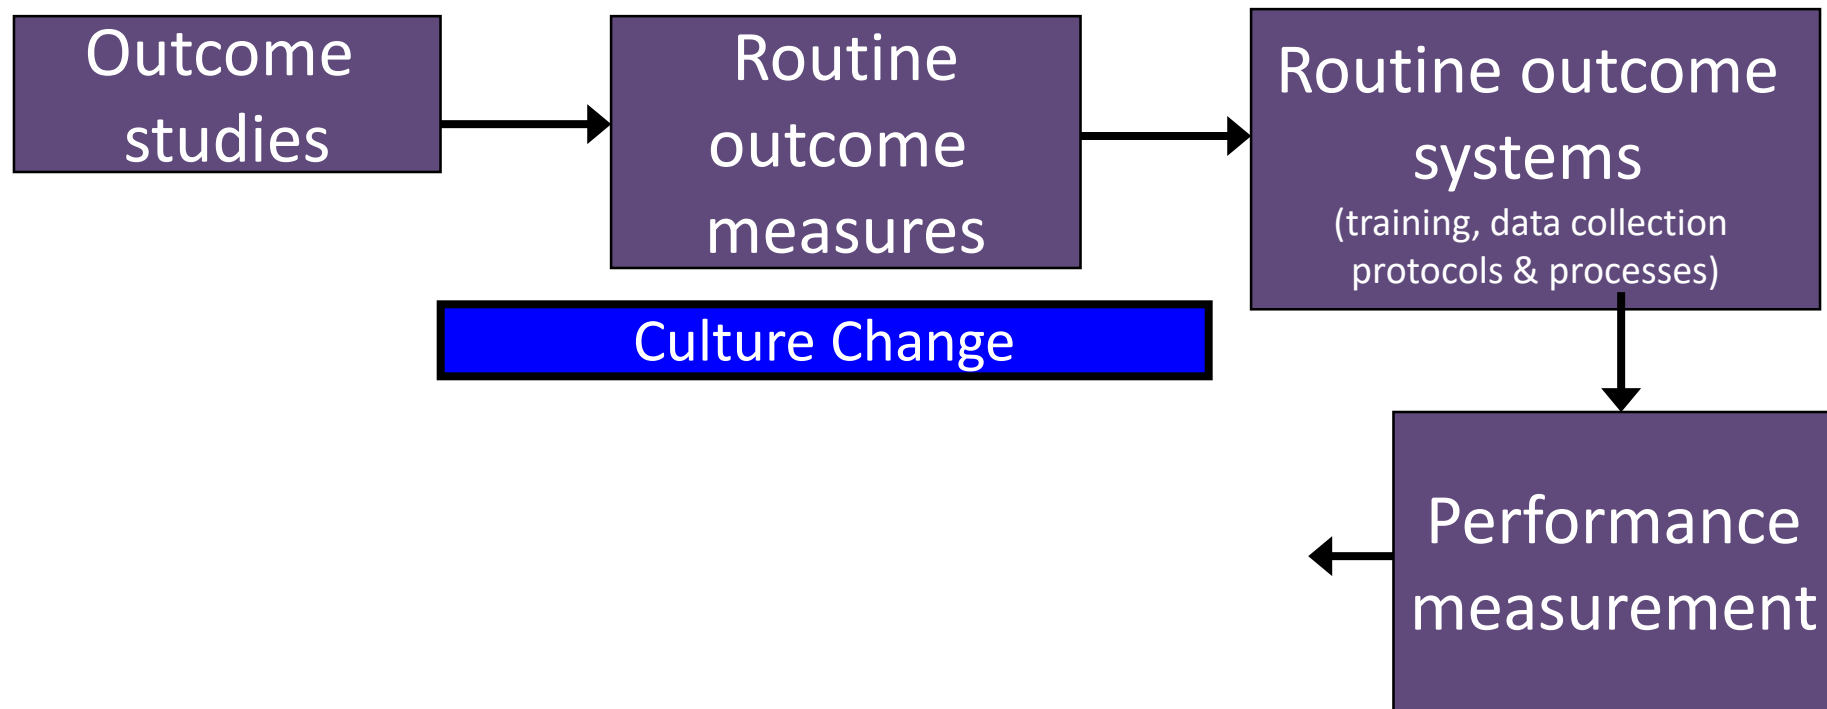 Outcome
studies
Routine
outcome
measures
Routine outcome
systems
(training, data collection
protocols & processes)
Culture Change
Performance
measurement